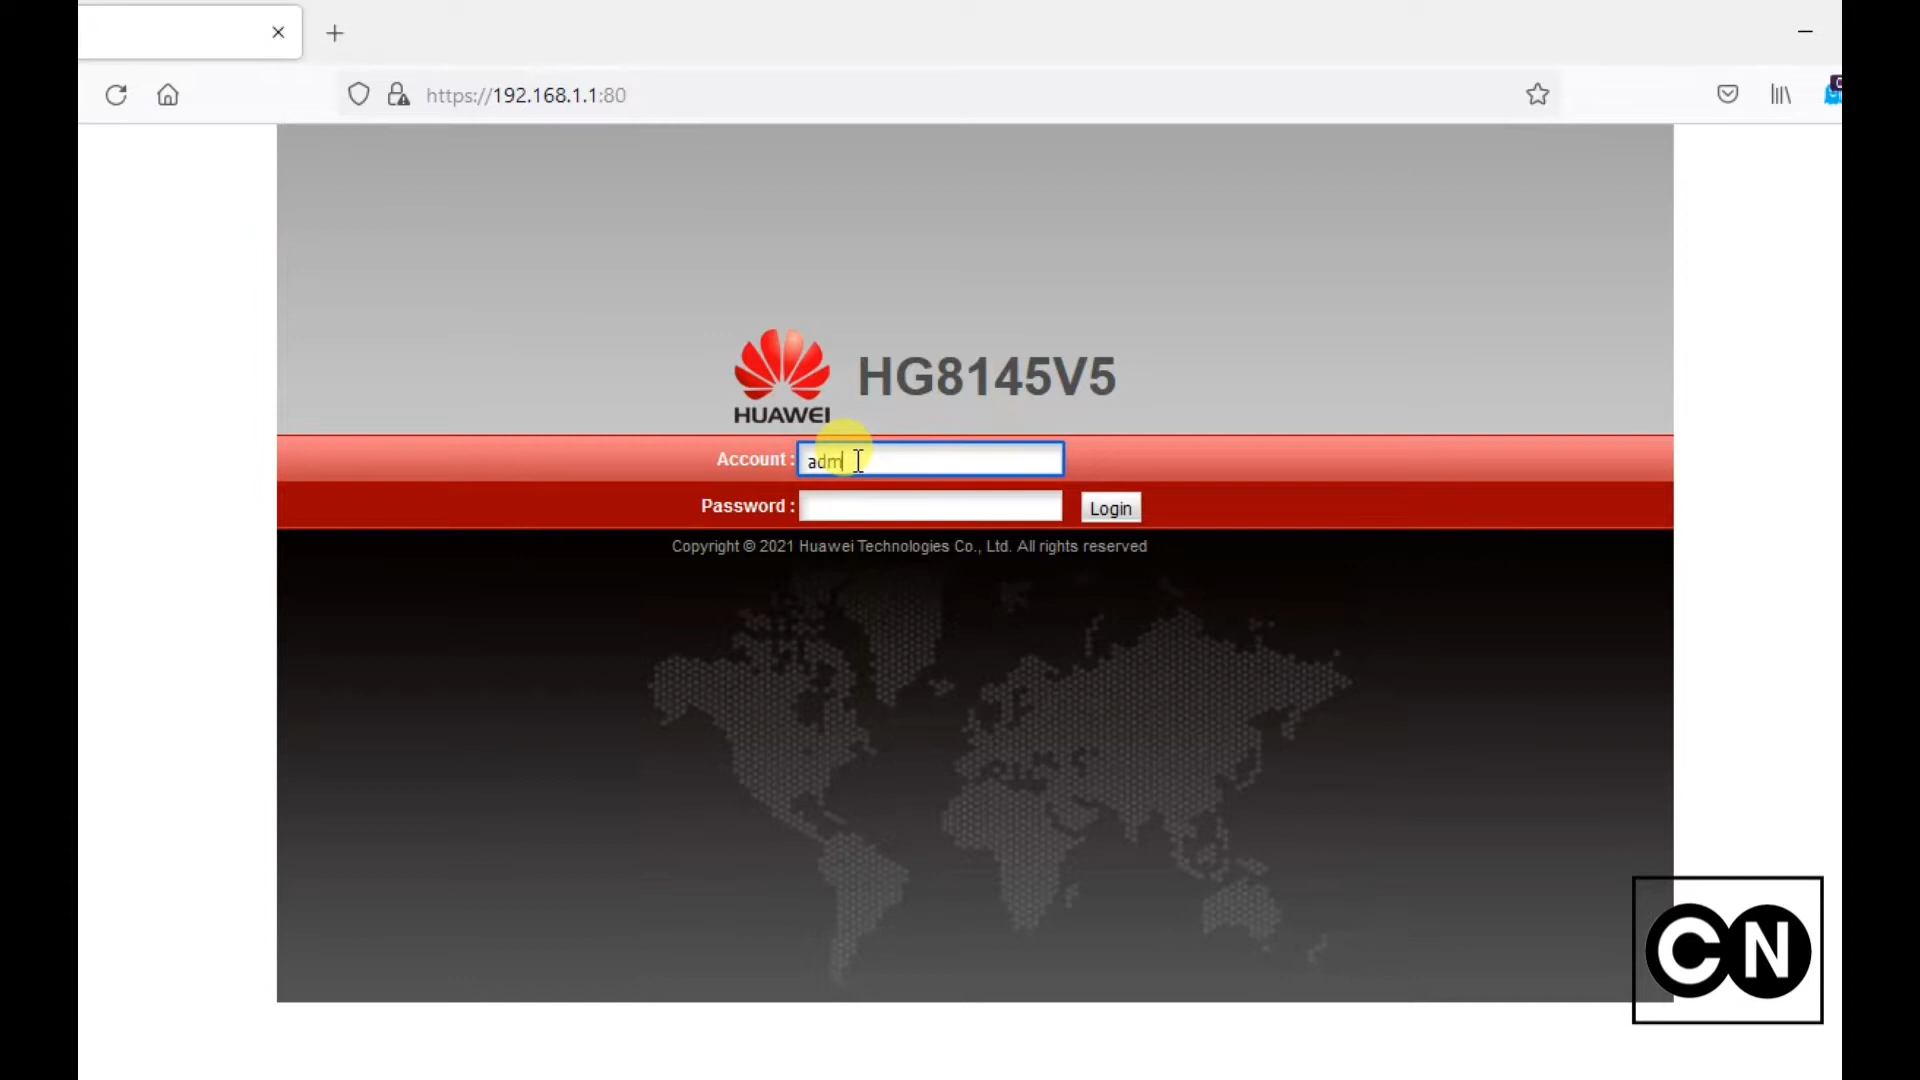 https://192.168.1.1:80
HUAWEI
HG8145V5
Account : adm
Password :
Login
Copyright © 2021 Huawei Technologies Co., Ltd. All rights reserved
CN